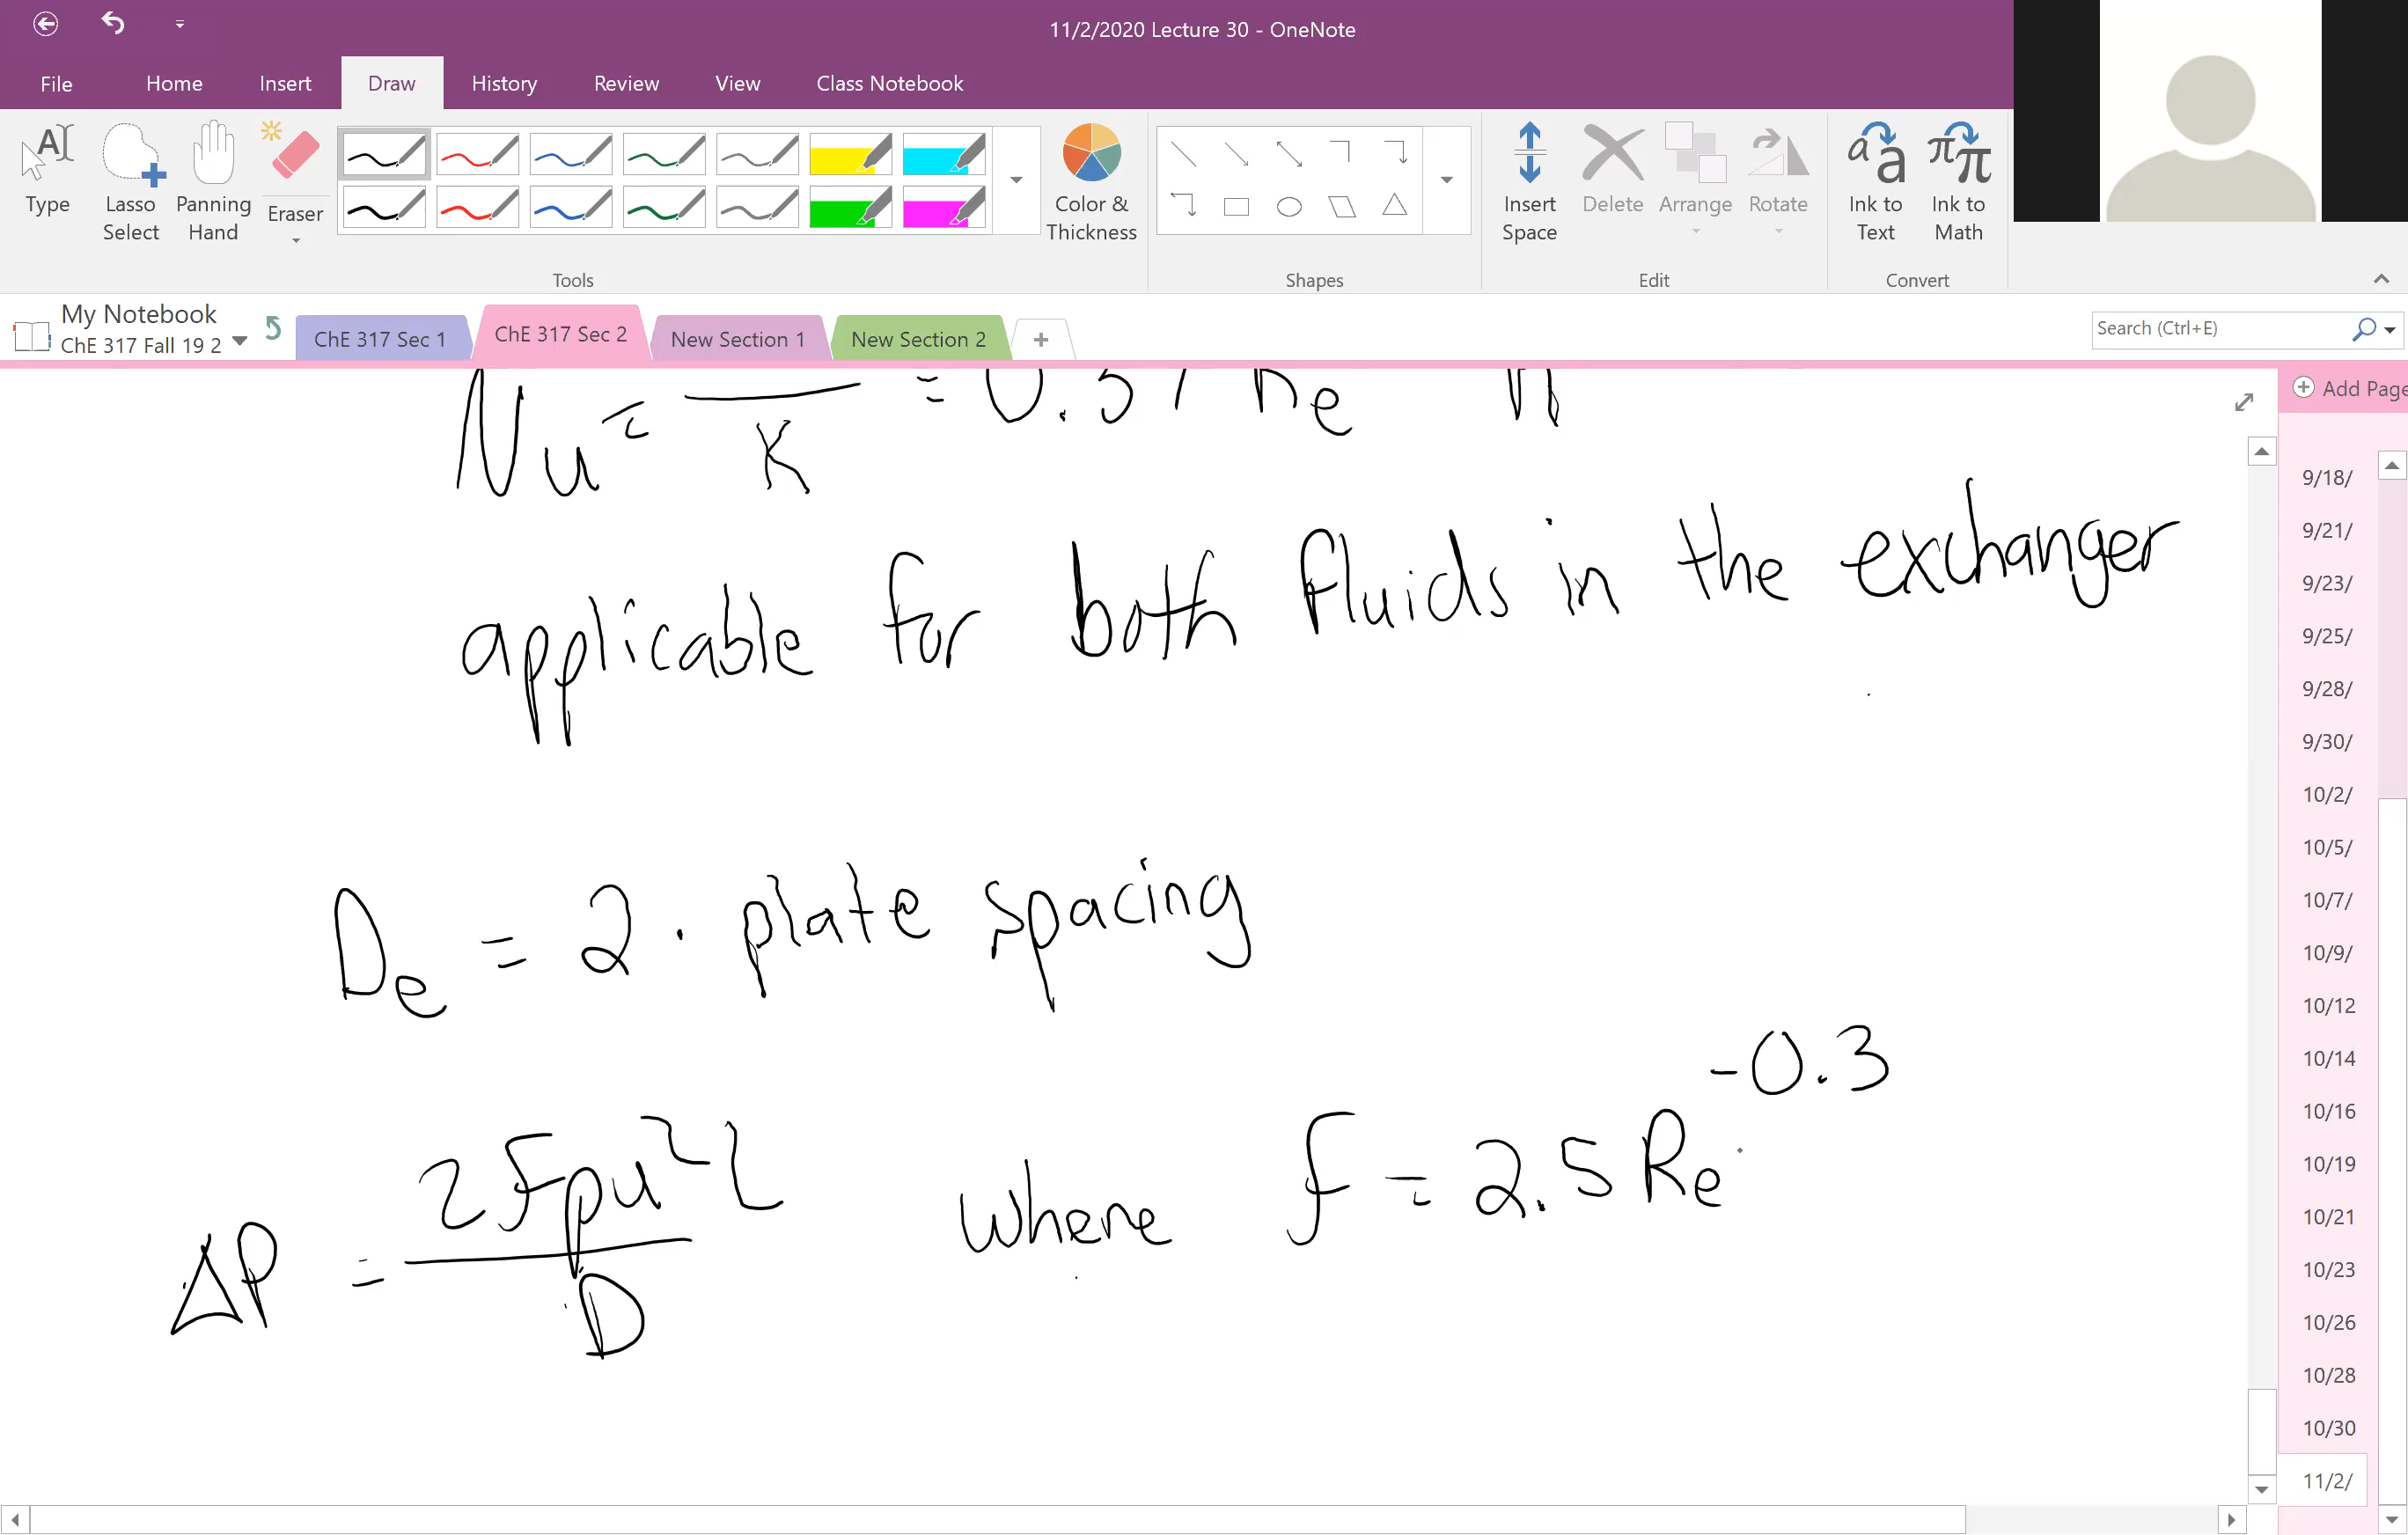 11/2/2020 Lecture 30 - OneNote
File Home Insert Draw History Review View Class Notebook
Type
Lasso Select
Panning Hand
Eraser
Color & Thickness
Insert Space
Delete
Arrange
Rotate
Ink to Text
Ink to Math
Tools
Shapes
Edit
Convert
My Notebook
ChE 317 Fall 19 2
ChE 317 Sec 1
ChE 317 Sec 2
New Section 1
New Section 2
Search (Ctrl+E)
Add Page
Nu = / K = 0.37 Re
applicable for both fluids in the exchanger
De = 2 · plate spacing
ΔP = 2fρu²L / D where f = 2.5 Re^-0.3
9/18/
9/21/
9/23/
9/25/
9/28/
9/30/
10/2/
10/5/
10/7/
10/9/
10/12
10/14
10/16
10/19
10/21
10/23
10/26
10/28
10/30
11/2/